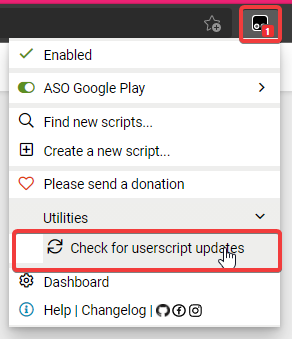 1
Enabled
ASO Google Play
Find new scripts...
Create a new script...
Please send a donation
Utilities
Check for userscript updates
Dashboard
Help | Changelog |